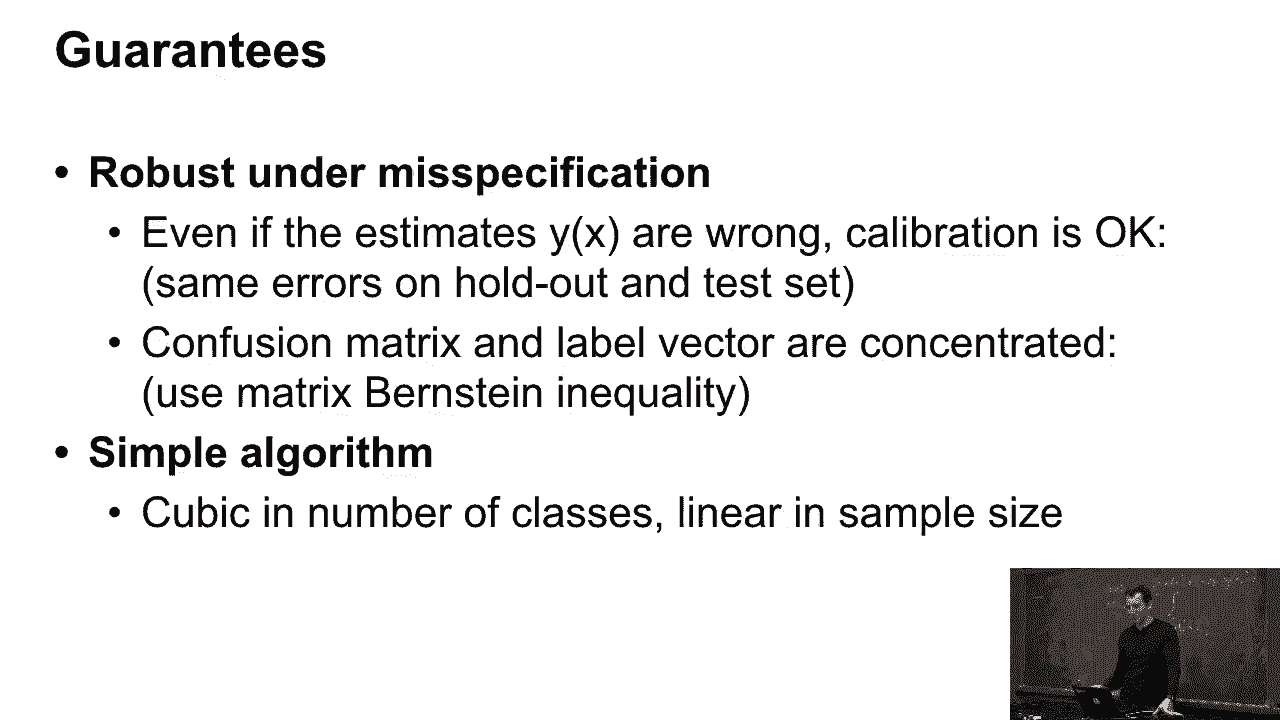 Guarantees
• Robust under misspecification
• Even if the estimates y(x) are wrong, calibration is OK:
(same errors on hold-out and test set)
• Confusion matrix and label vector are concentrated:
(use matrix Bernstein inequality)
• Simple algorithm
• Cubic in number of classes, linear in sample size